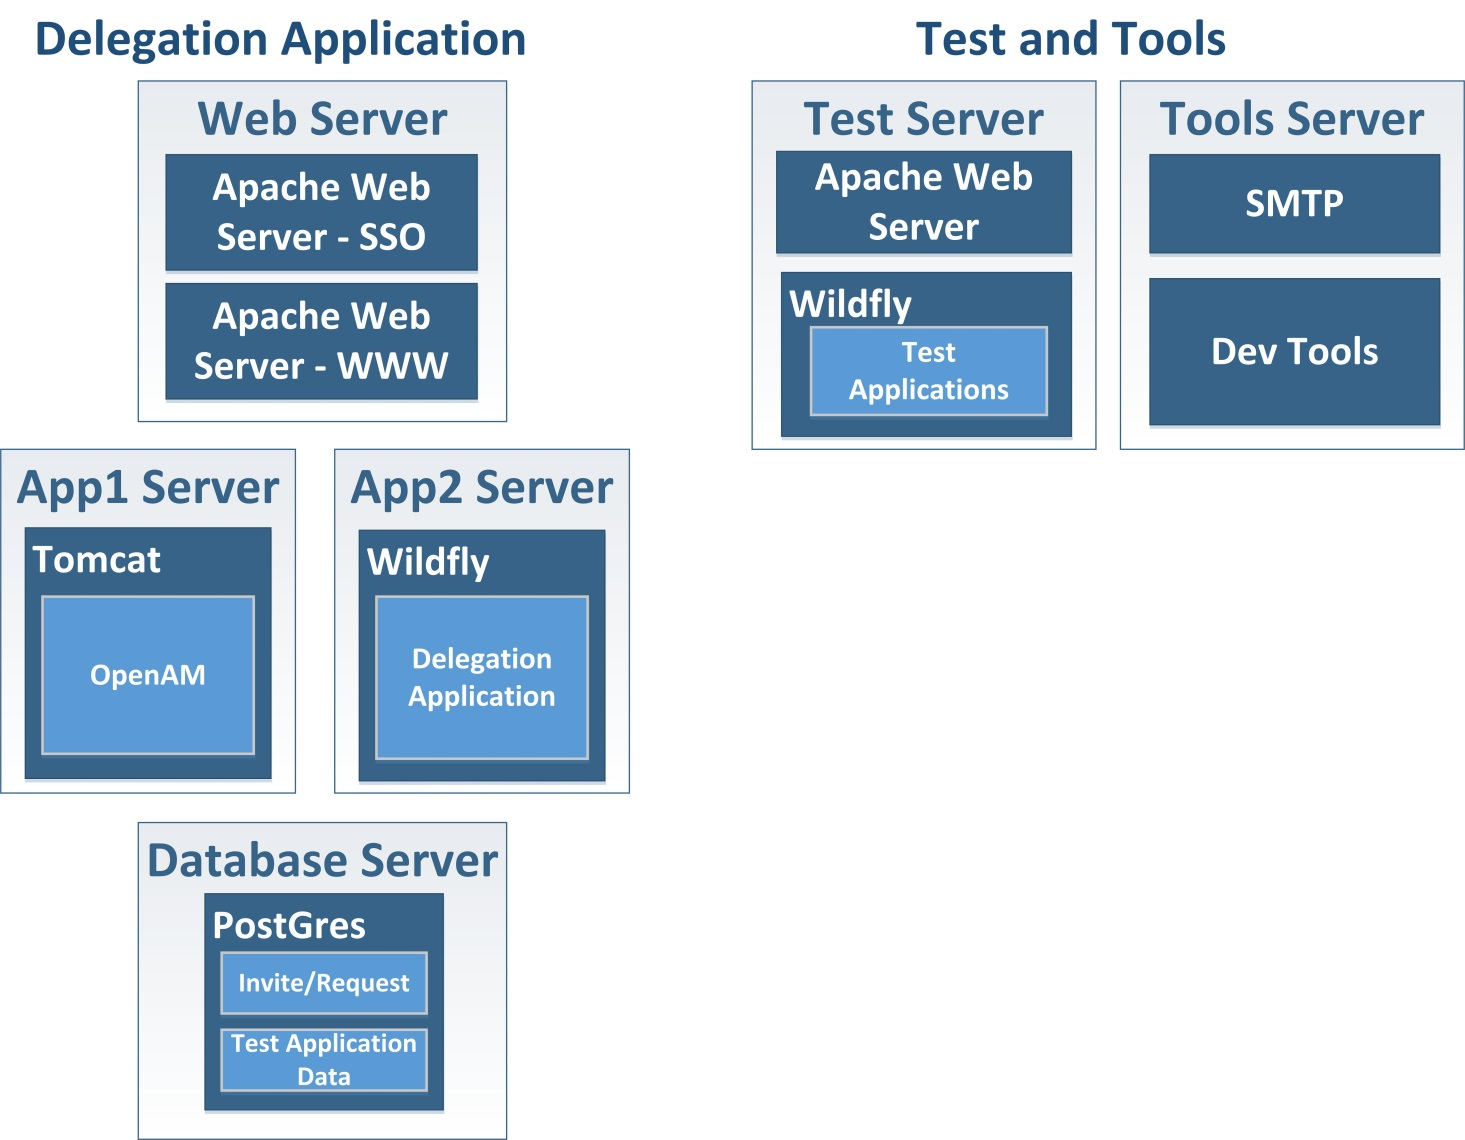 Delegation Application
Web Server
Apache Web
Server - SSO
Apache Web
Server - WWW
App1 Server
Tomcat
OpenAM
App2 Server
Wildfly
Delegation
Application
Database Server
PostGres
Invite/Request
Test Application
Data
Test and Tools
Test Server
Apache Web
Server
Wildfly
Test
Applications
Tools Server
SMTP
Dev Tools